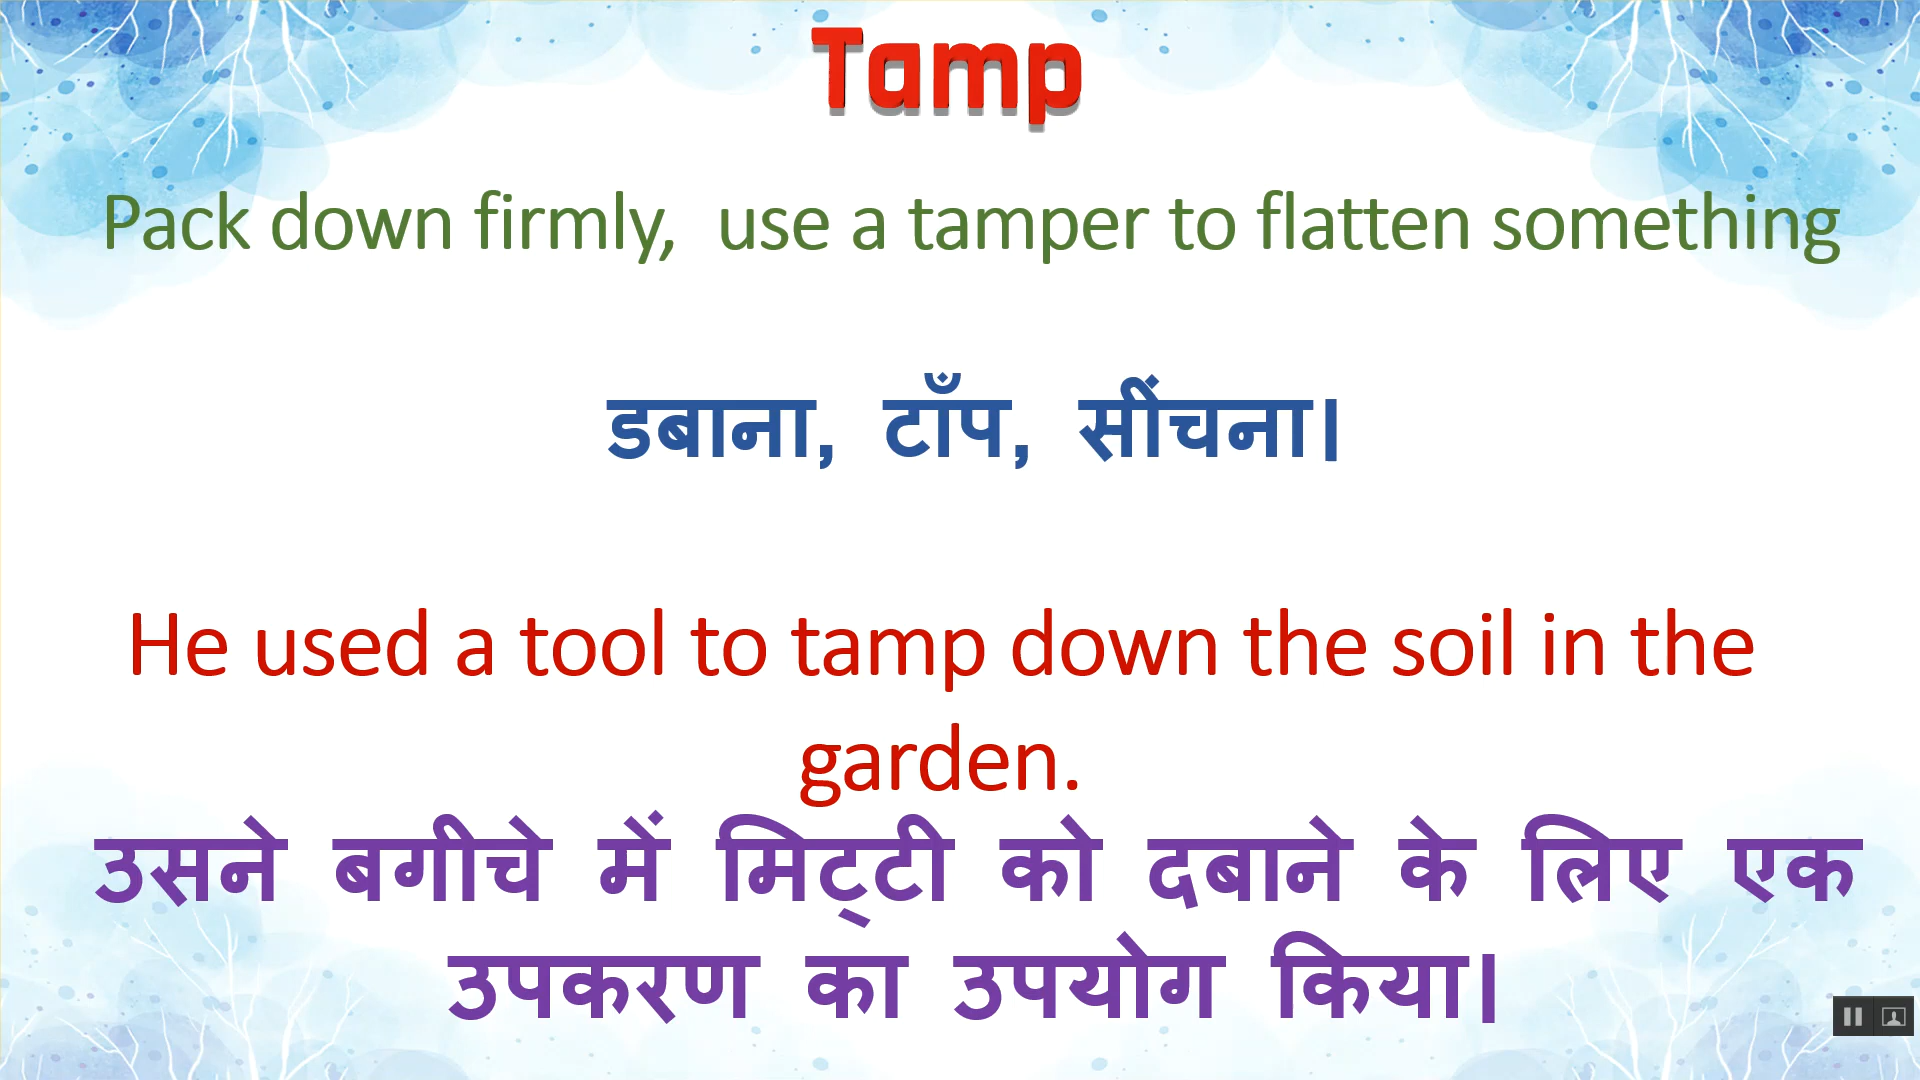 Tamp
Pack down firmly, use a tamper to flatten something
डबाना, टाँप, सींचना।
He used a tool to tamp down the soil in the
garden.
उसने बगीचे में मिट्टी को दबाने के लिए एक
उपकरण का उपयोग किया।